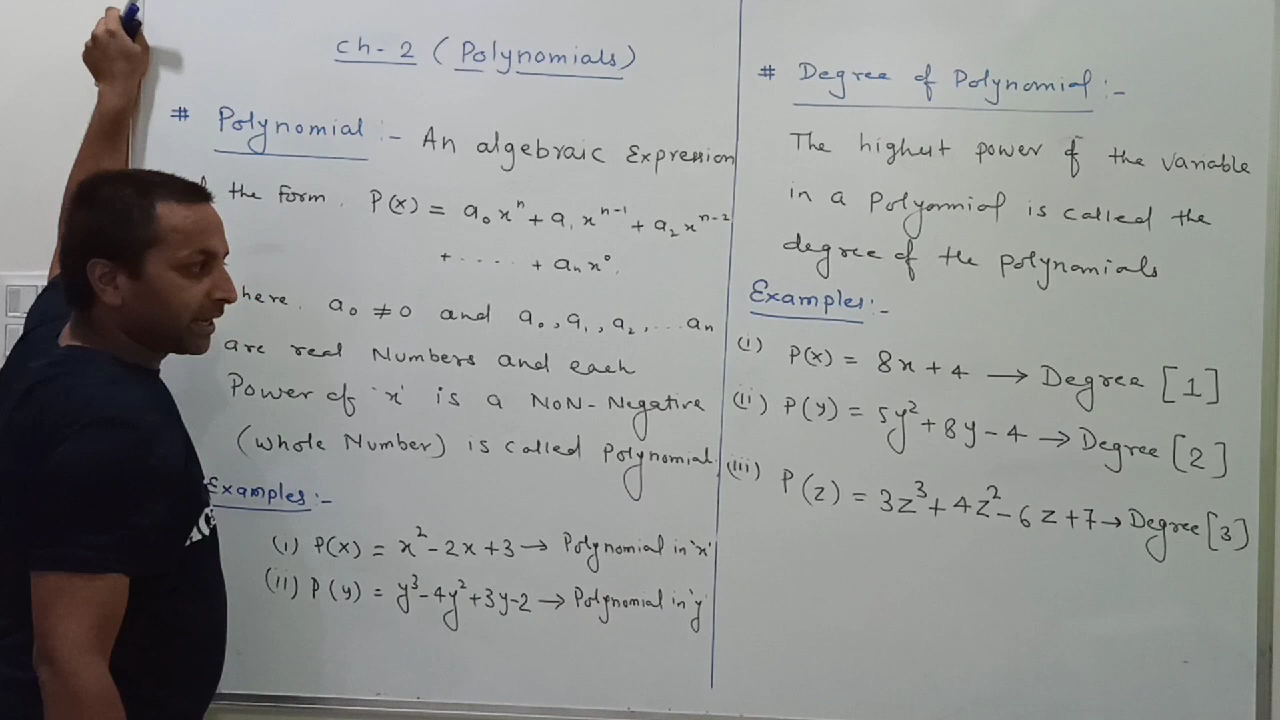 Ch-2 (Polynomials)
# Polynomial :- An algebraic Expression
the form. P(x) = a₀xⁿ + a₁xⁿ⁻¹ + a₂xⁿ⁻²
+ ..... + aₙx⁰.
here. a₀ ≠ 0 and a₀, a₁, a₂, ... aₙ
are real Numbers and each
Power of 'x' is a NoN-Negative
(whole Number) is called Polynomial.
Examples :-
(i) P(x) = x² - 2x + 3 → Polynomial in 'x'
(ii) P(y) = y³ - 4y² + 3y - 2 → Polynomial in 'y'
# Degree of Polynomial :-
The highest power of the variable
in a Polyonmial is called the
degree of the polynomials
Examples :-
(i) P(x) = 8x + 4 → Degree [1]
(ii) P(y) = 5y² + 8y - 4 → Degree [2]
(iii) P(z) = 3z³ + 4z² - 6z + 7 → Degree [3]